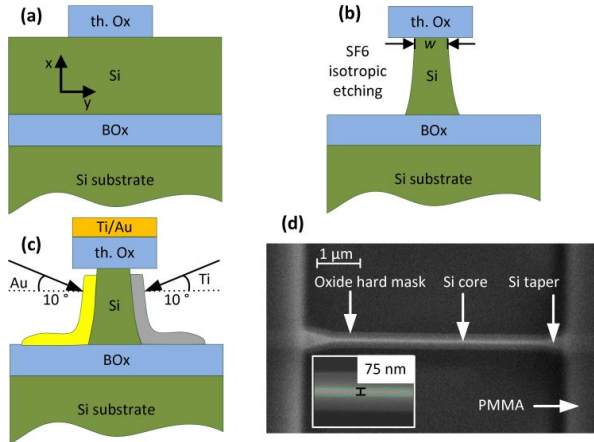 (a)
th. Ox
x
Si
y
BOx
Si substrate
(b)
th. Ox
w
SF6
isotropic
etching
Si
BOx
Si substrate
(c)
Ti/Au
th. Ox
Au
10 °
Si
Ti
10 °
BOx
Si substrate
(d)
1 µm
Oxide hard mask
Si core
Si taper
75 nm
PMMA